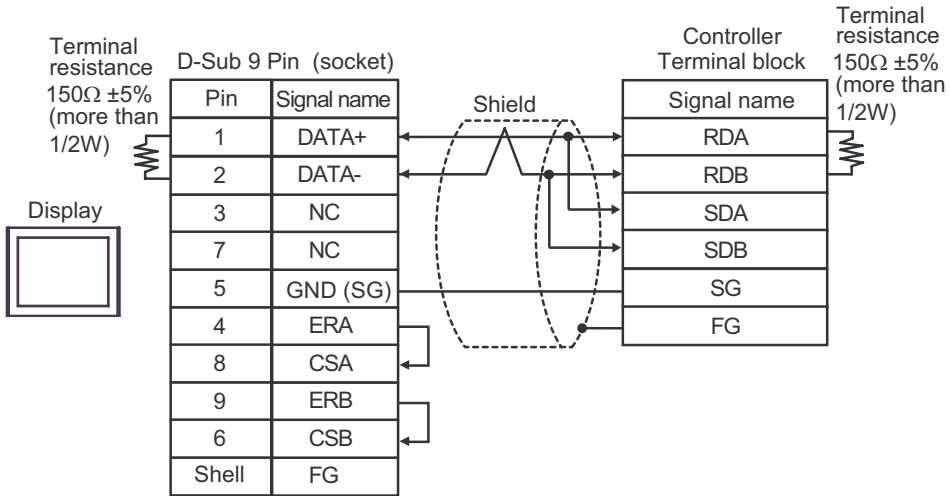 Terminal
resistance
150Ω ±5%
(more than
1/2W)
Display
D-Sub 9 Pin (socket)
Pin Signal name
1 DATA+
2 DATA-
3 NC
7 NC
5 GND (SG)
4 ERA
8 CSA
9 ERB
6 CSB
Shell FG
Shield
Controller
Terminal block
Signal name
RDA
RDB
SDA
SDB
SG
FG
Terminal
resistance
150Ω ±5%
(more than
1/2W)